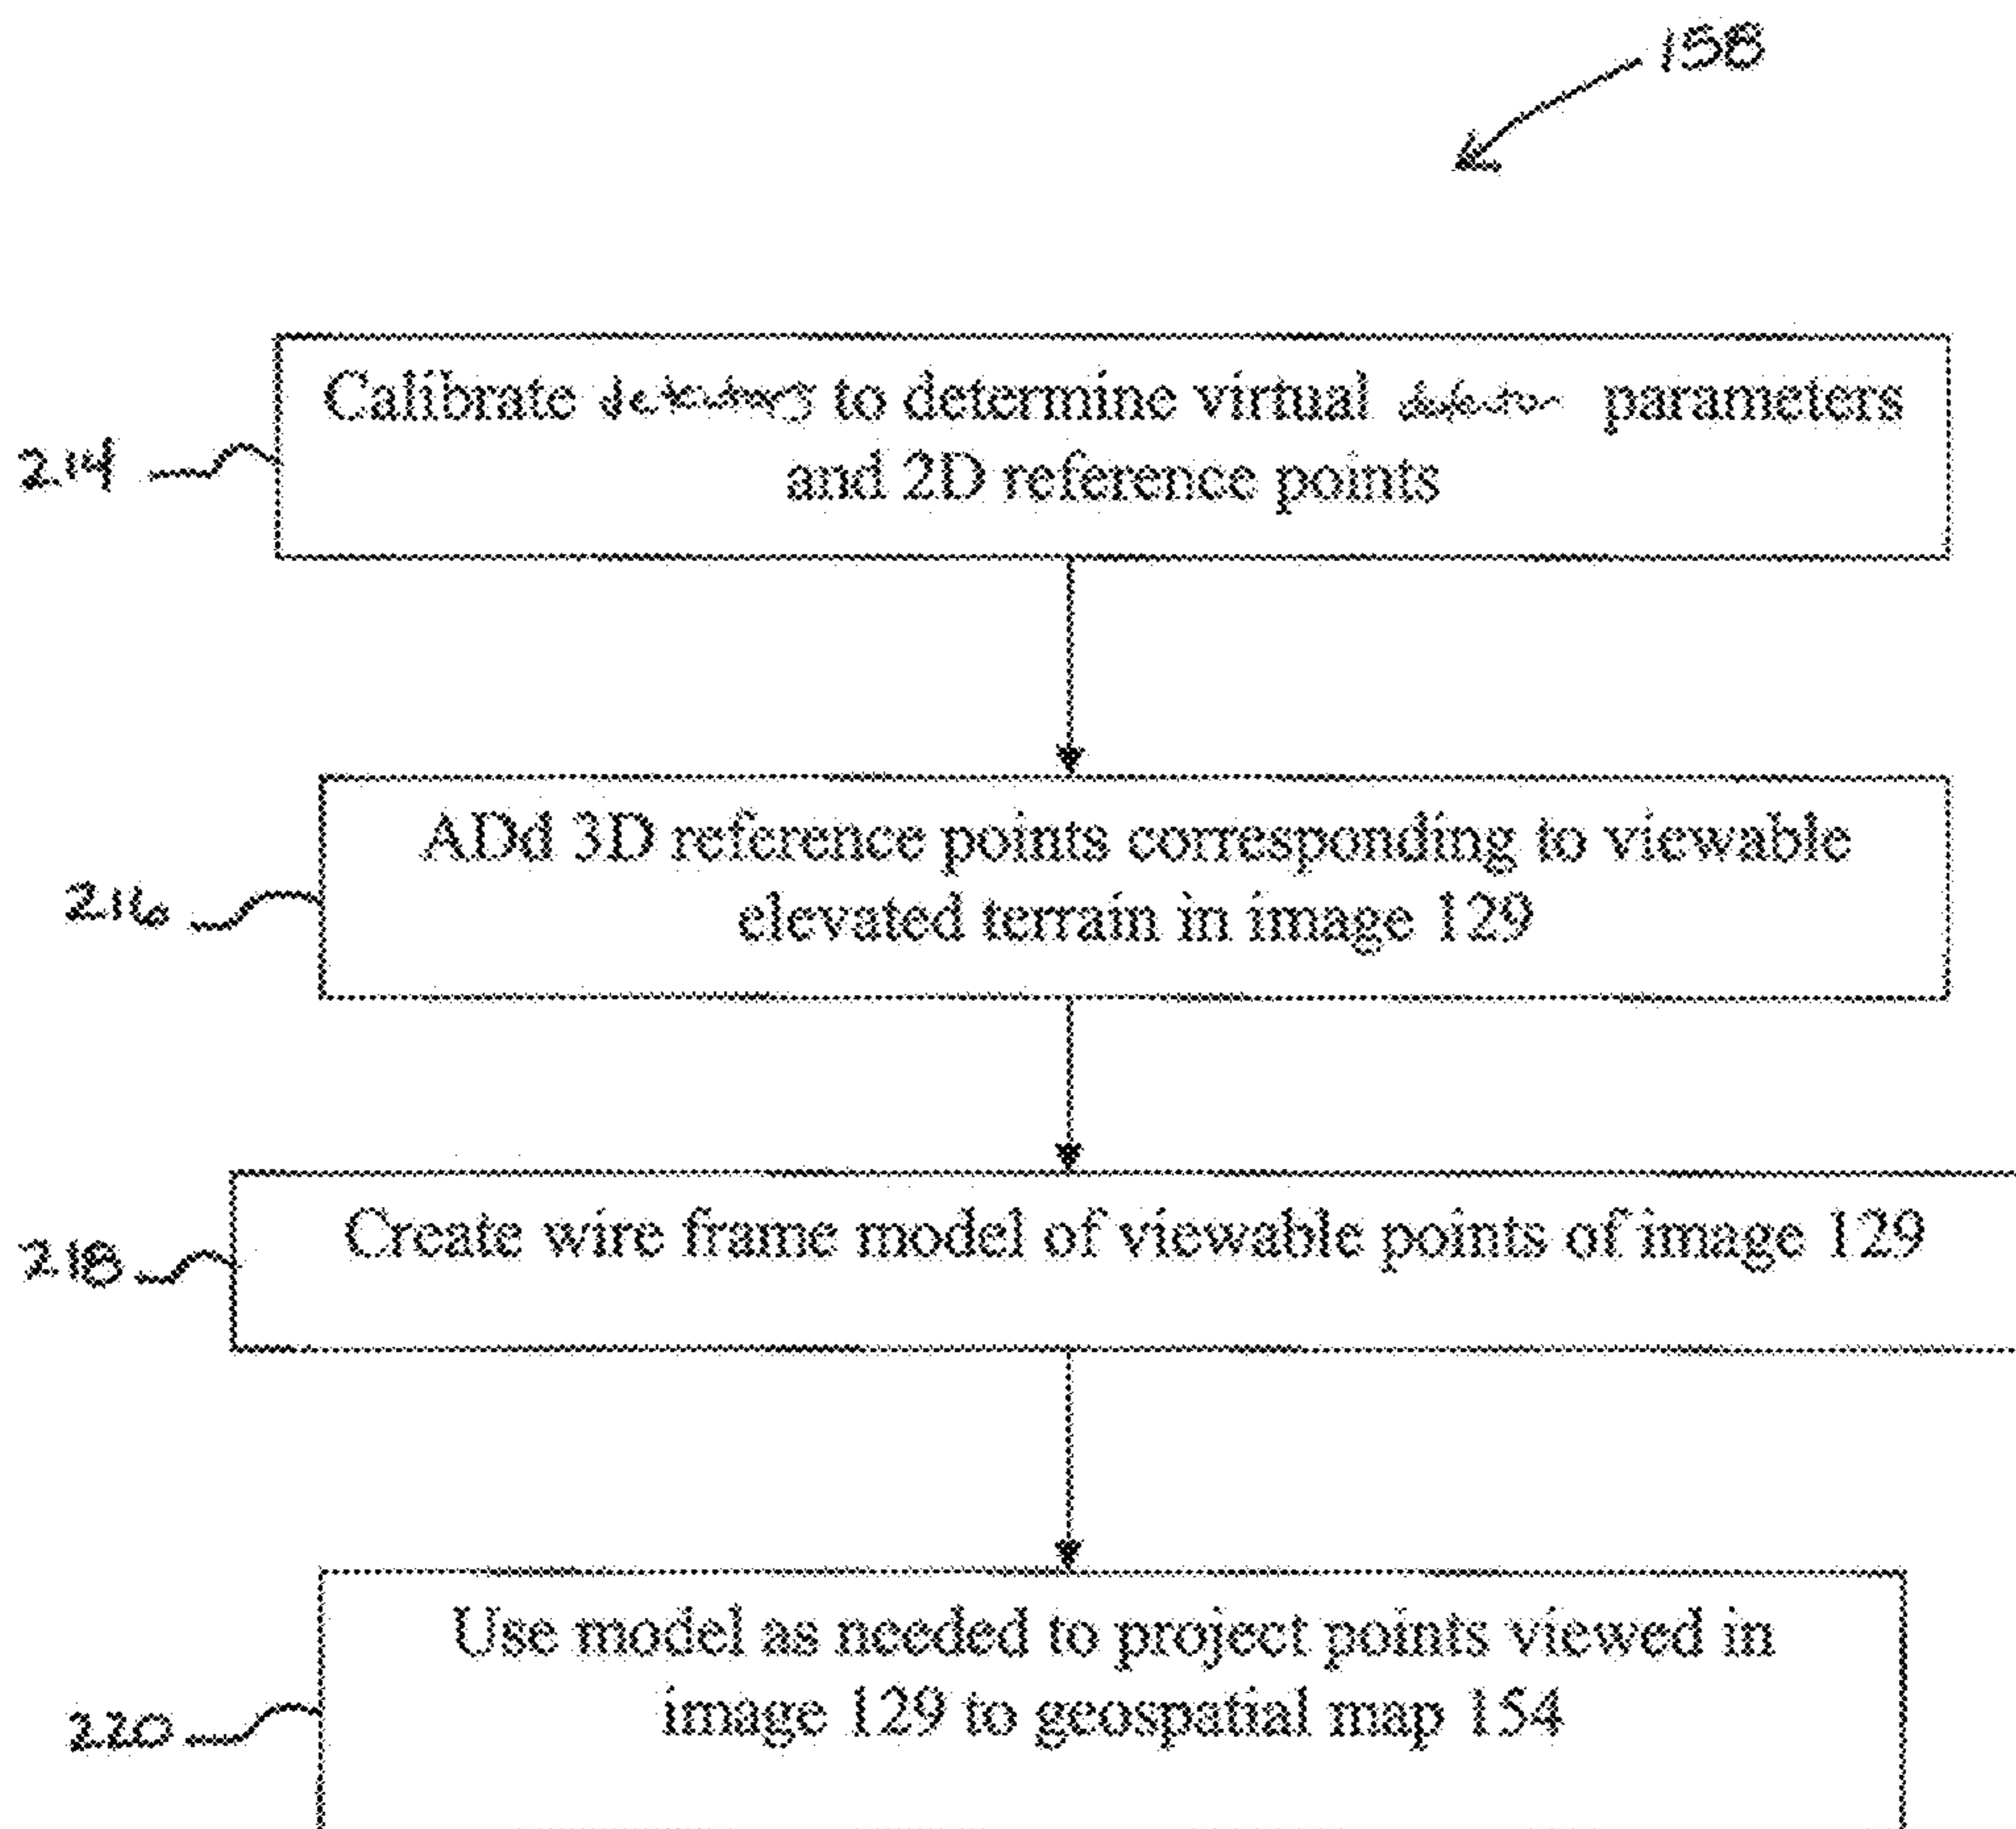 158
Calibrate detectors to determine virtual detector parameters
and 2D reference points
214
ADd 3D reference points corresponding to viewable
elevated terrain in image 129
216
Create wire frame model of viewable points of image 129
218
Use model as needed to project points viewed in
image 129 to geospatial map 154
220